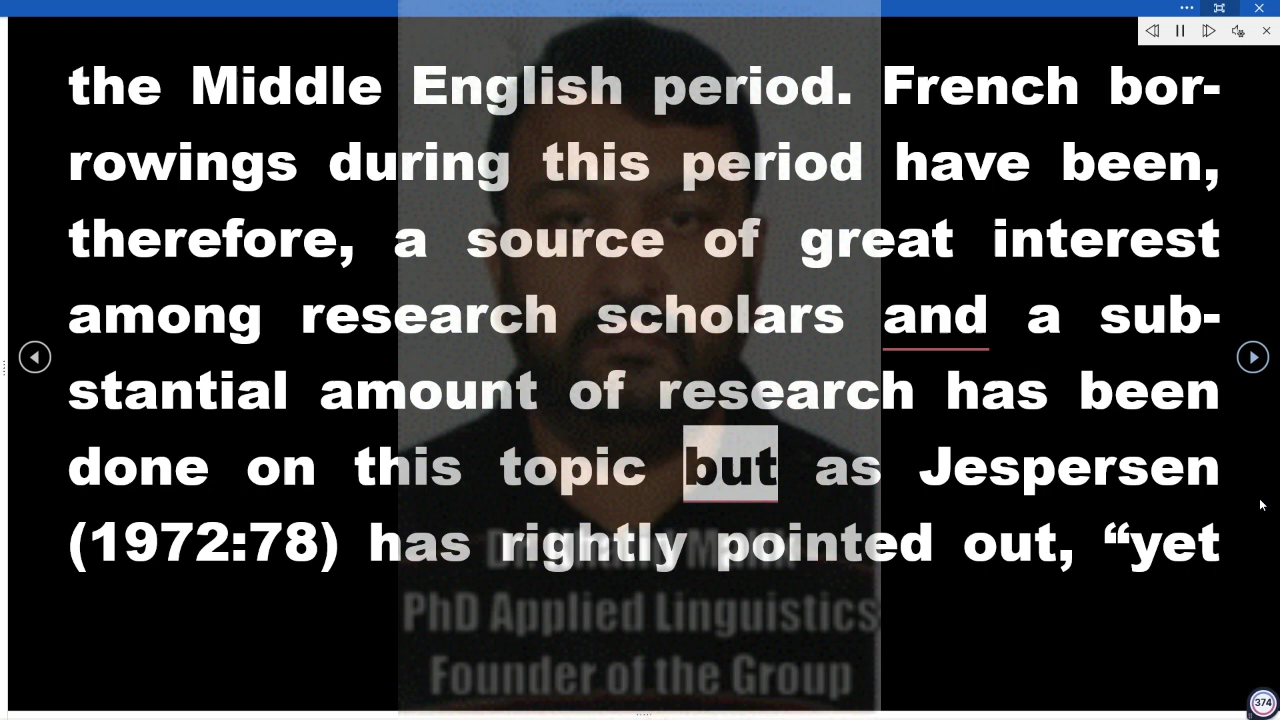 the Middle English period. French bor-
rowings during this period have been,
therefore, a source of great interest
among research scholars and a sub-
stantial amount of research has been
done on this topic but as Jespersen
(1972:78) has rightly pointed out, “yet
PhD Applied Linguistics
Founder of the Group
374